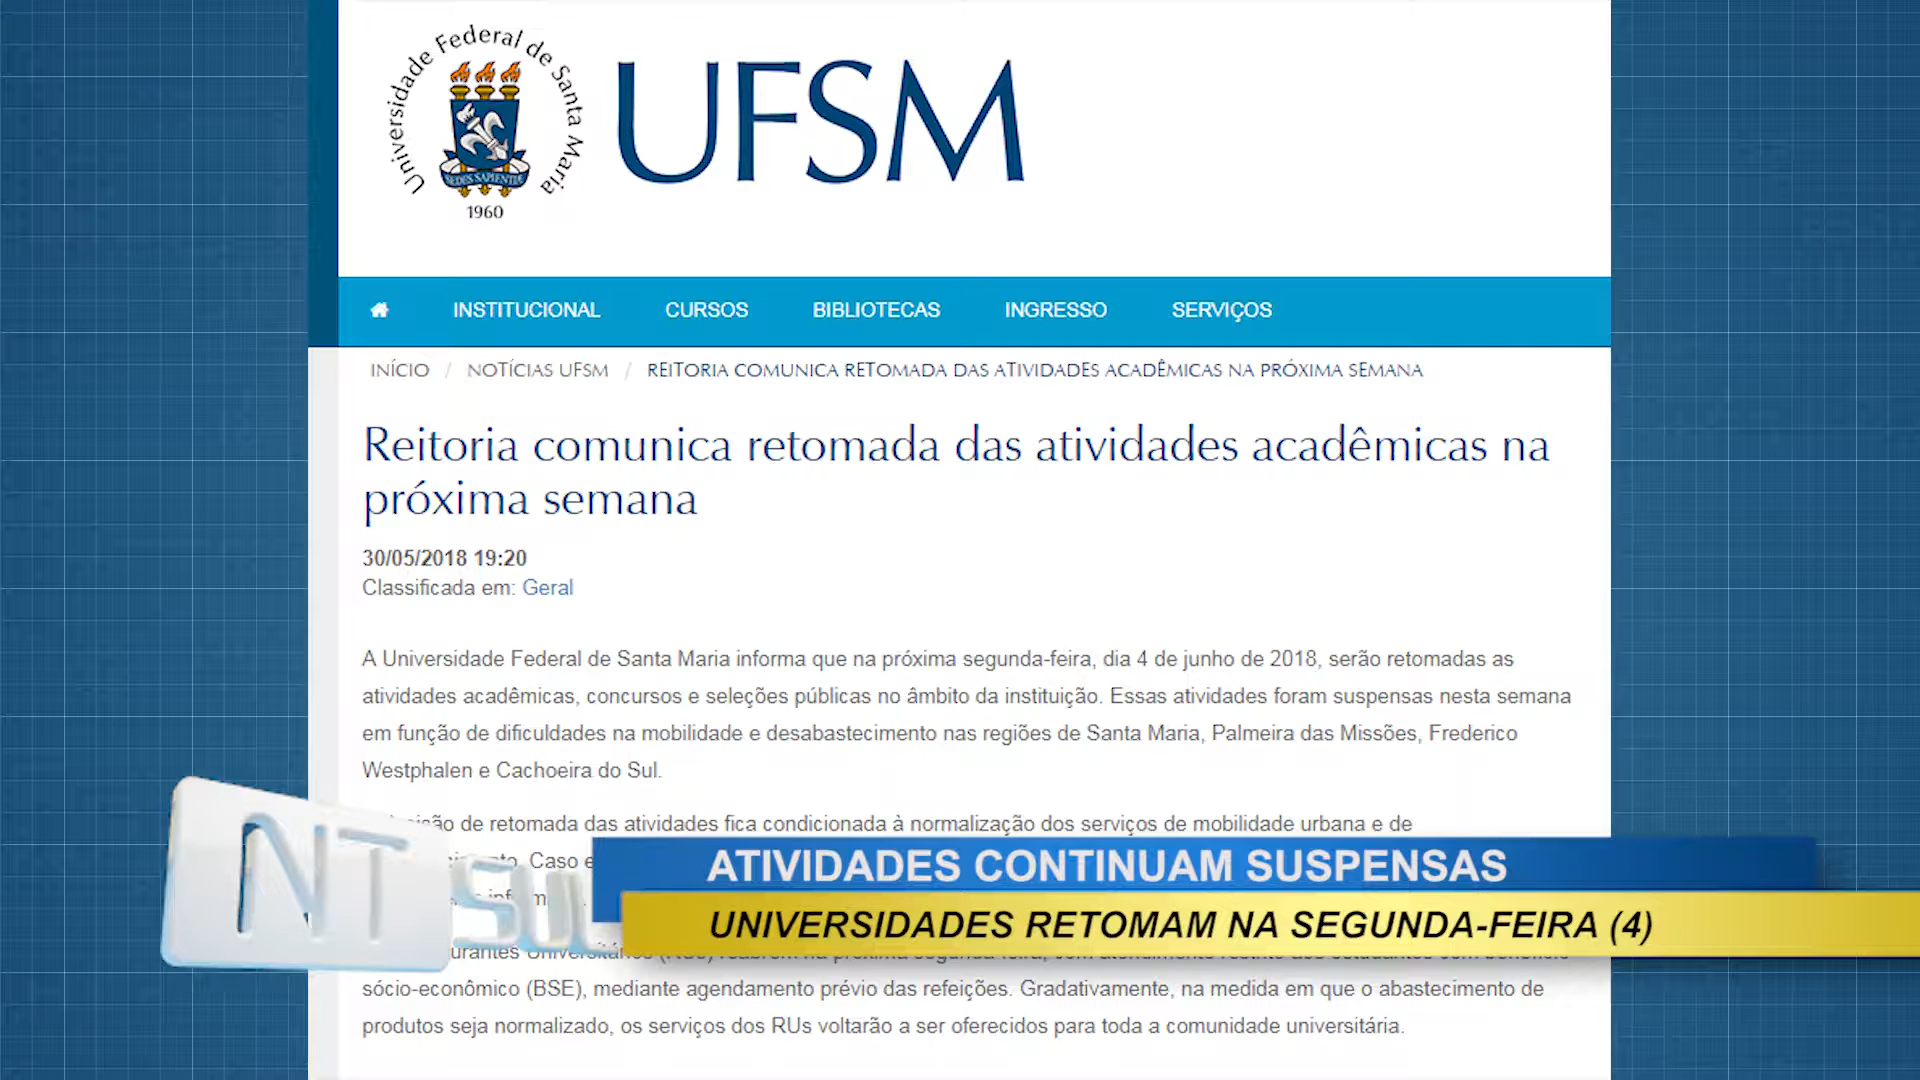 Universidade Federal de Santa Maria
UFSM
SEDES SAPIENTIAE
1960
INSTITUCIONAL CURSOS BIBLIOTECAS INGRESSO SERVIÇOS
INÍCIO / NOTÍCIAS UFSM / REITORIA COMUNICA RETOMADA DAS ATIVIDADES ACADÊMICAS NA PRÓXIMA SEMANA
Reitoria comunica retomada das atividades acadêmicas na
próxima semana
30/05/2018 19:20
Classificada em: Geral
A Universidade Federal de Santa Maria informa que na próxima segunda-feira, dia 4 de junho de 2018, serão retomadas as
atividades acadêmicas, concursos e seleções públicas no âmbito da instituição. Essas atividades foram suspensas nesta semana
em função de dificuldades na mobilidade e desabastecimento nas regiões de Santa Maria, Palmeira das Missões, Frederico
Westphalen e Cachoeira do Sul.
de retomada das atividades fica condicionada à normalização dos serviços de mobilidade urbana e de
Caso
NT Sul
ATIVIDADES CONTINUAM SUSPENSAS
UNIVERSIDADES RETOMAM NA SEGUNDA-FEIRA (4)
sócio-econômico (BSE), mediante agendamento prévio das refeições. Gradativamente, na medida em que o abastecimento de
produtos seja normalizado, os serviços dos RUs voltarão a ser oferecidos para toda a comunidade universitária.